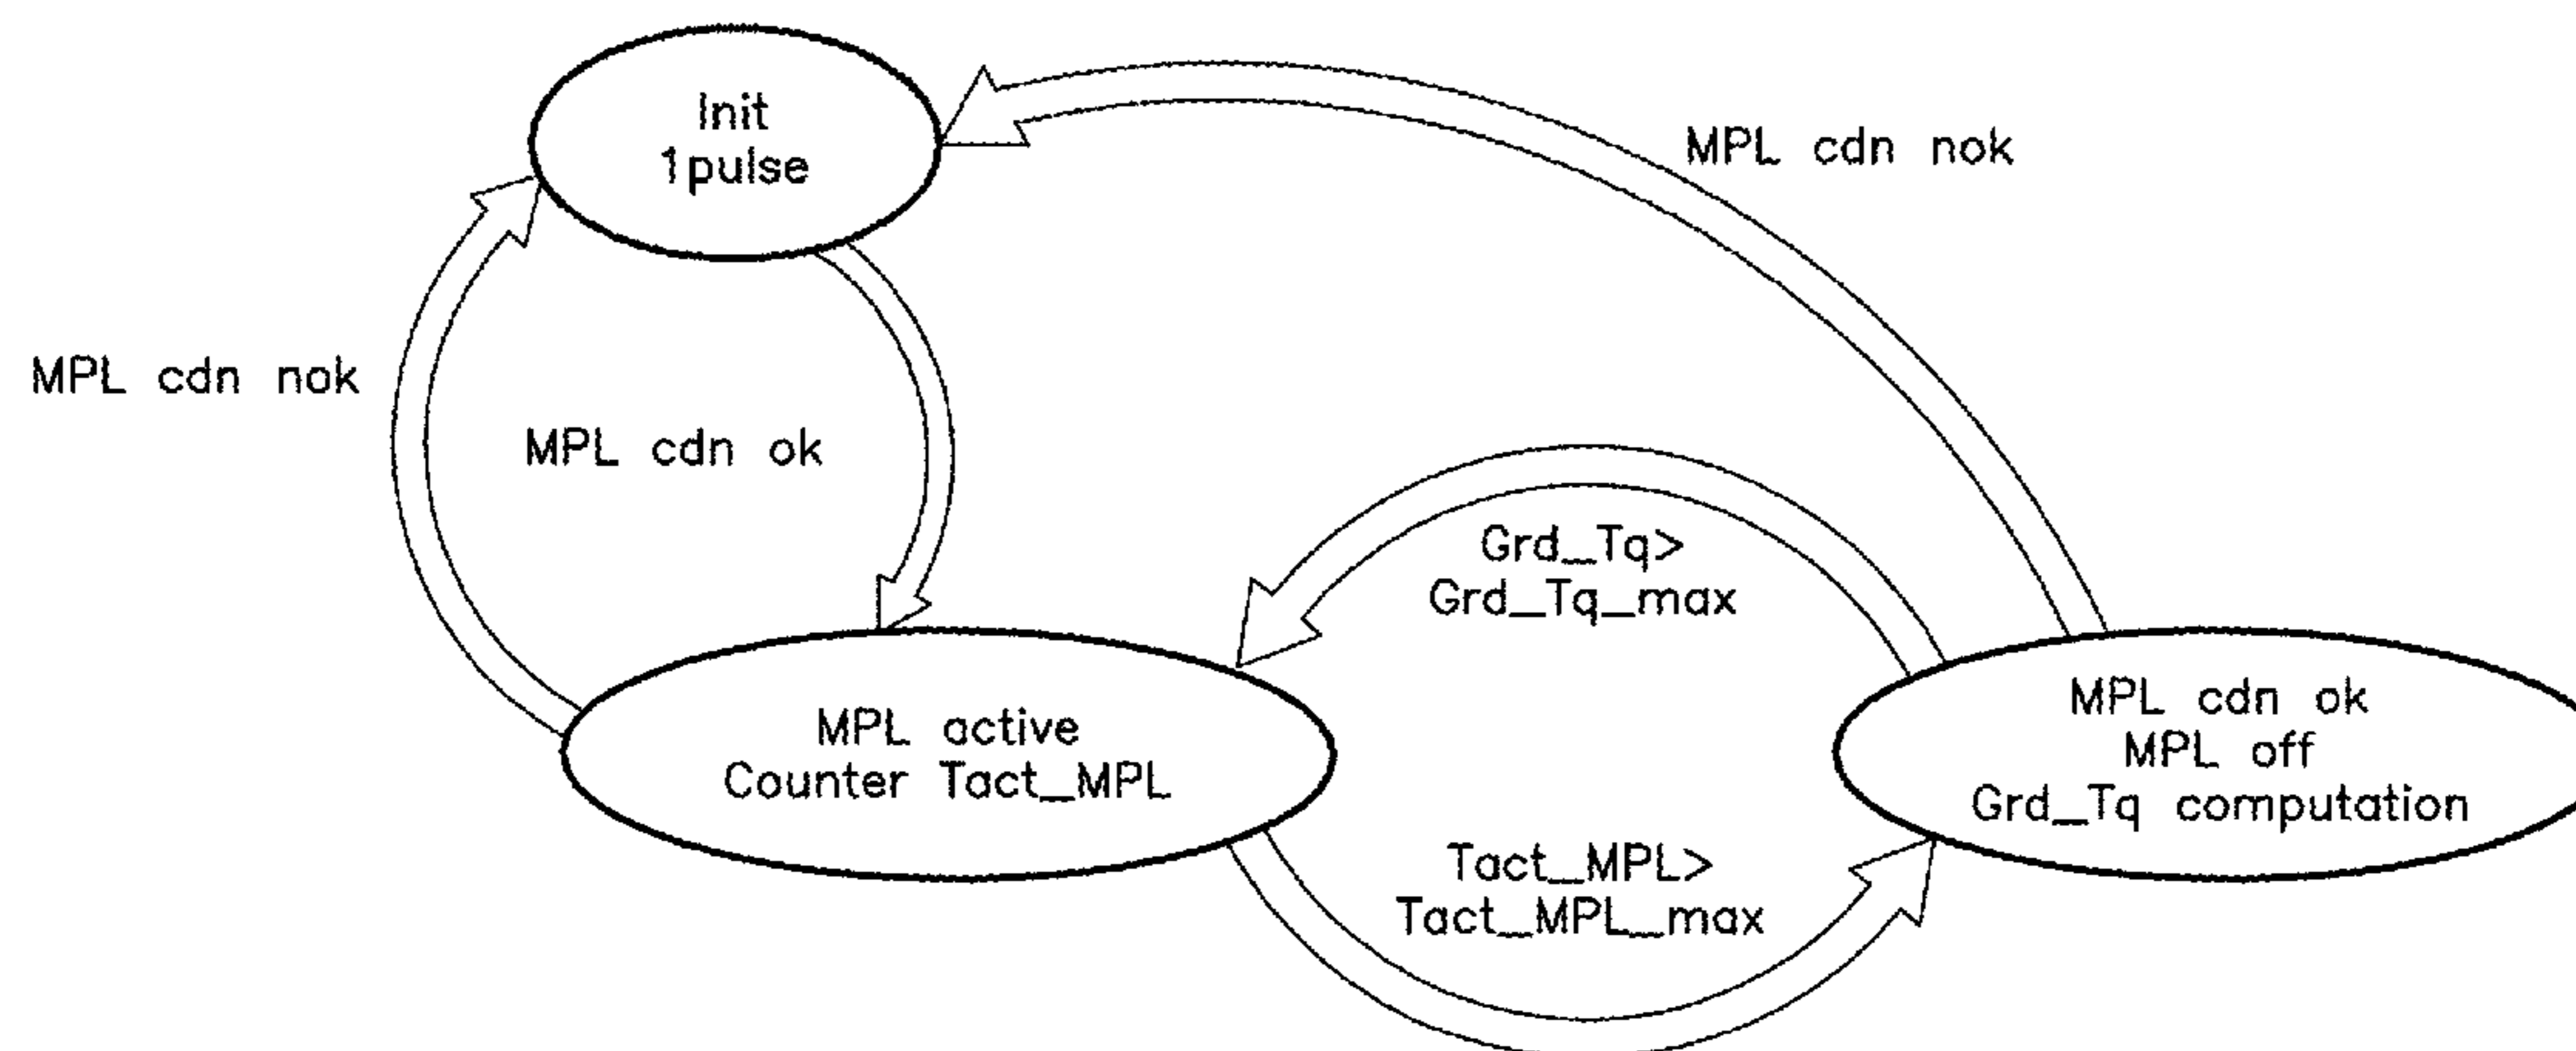 Init
1pulse
MPL cdn nok
MPL cdn nok
MPL cdn ok
Grd_Tq>
Grd_Tq_max
MPL active
Counter Tact_MPL
MPL cdn ok
MPL off
Grd_Tq computation
Tact_MPL>
Tact_MPL_max